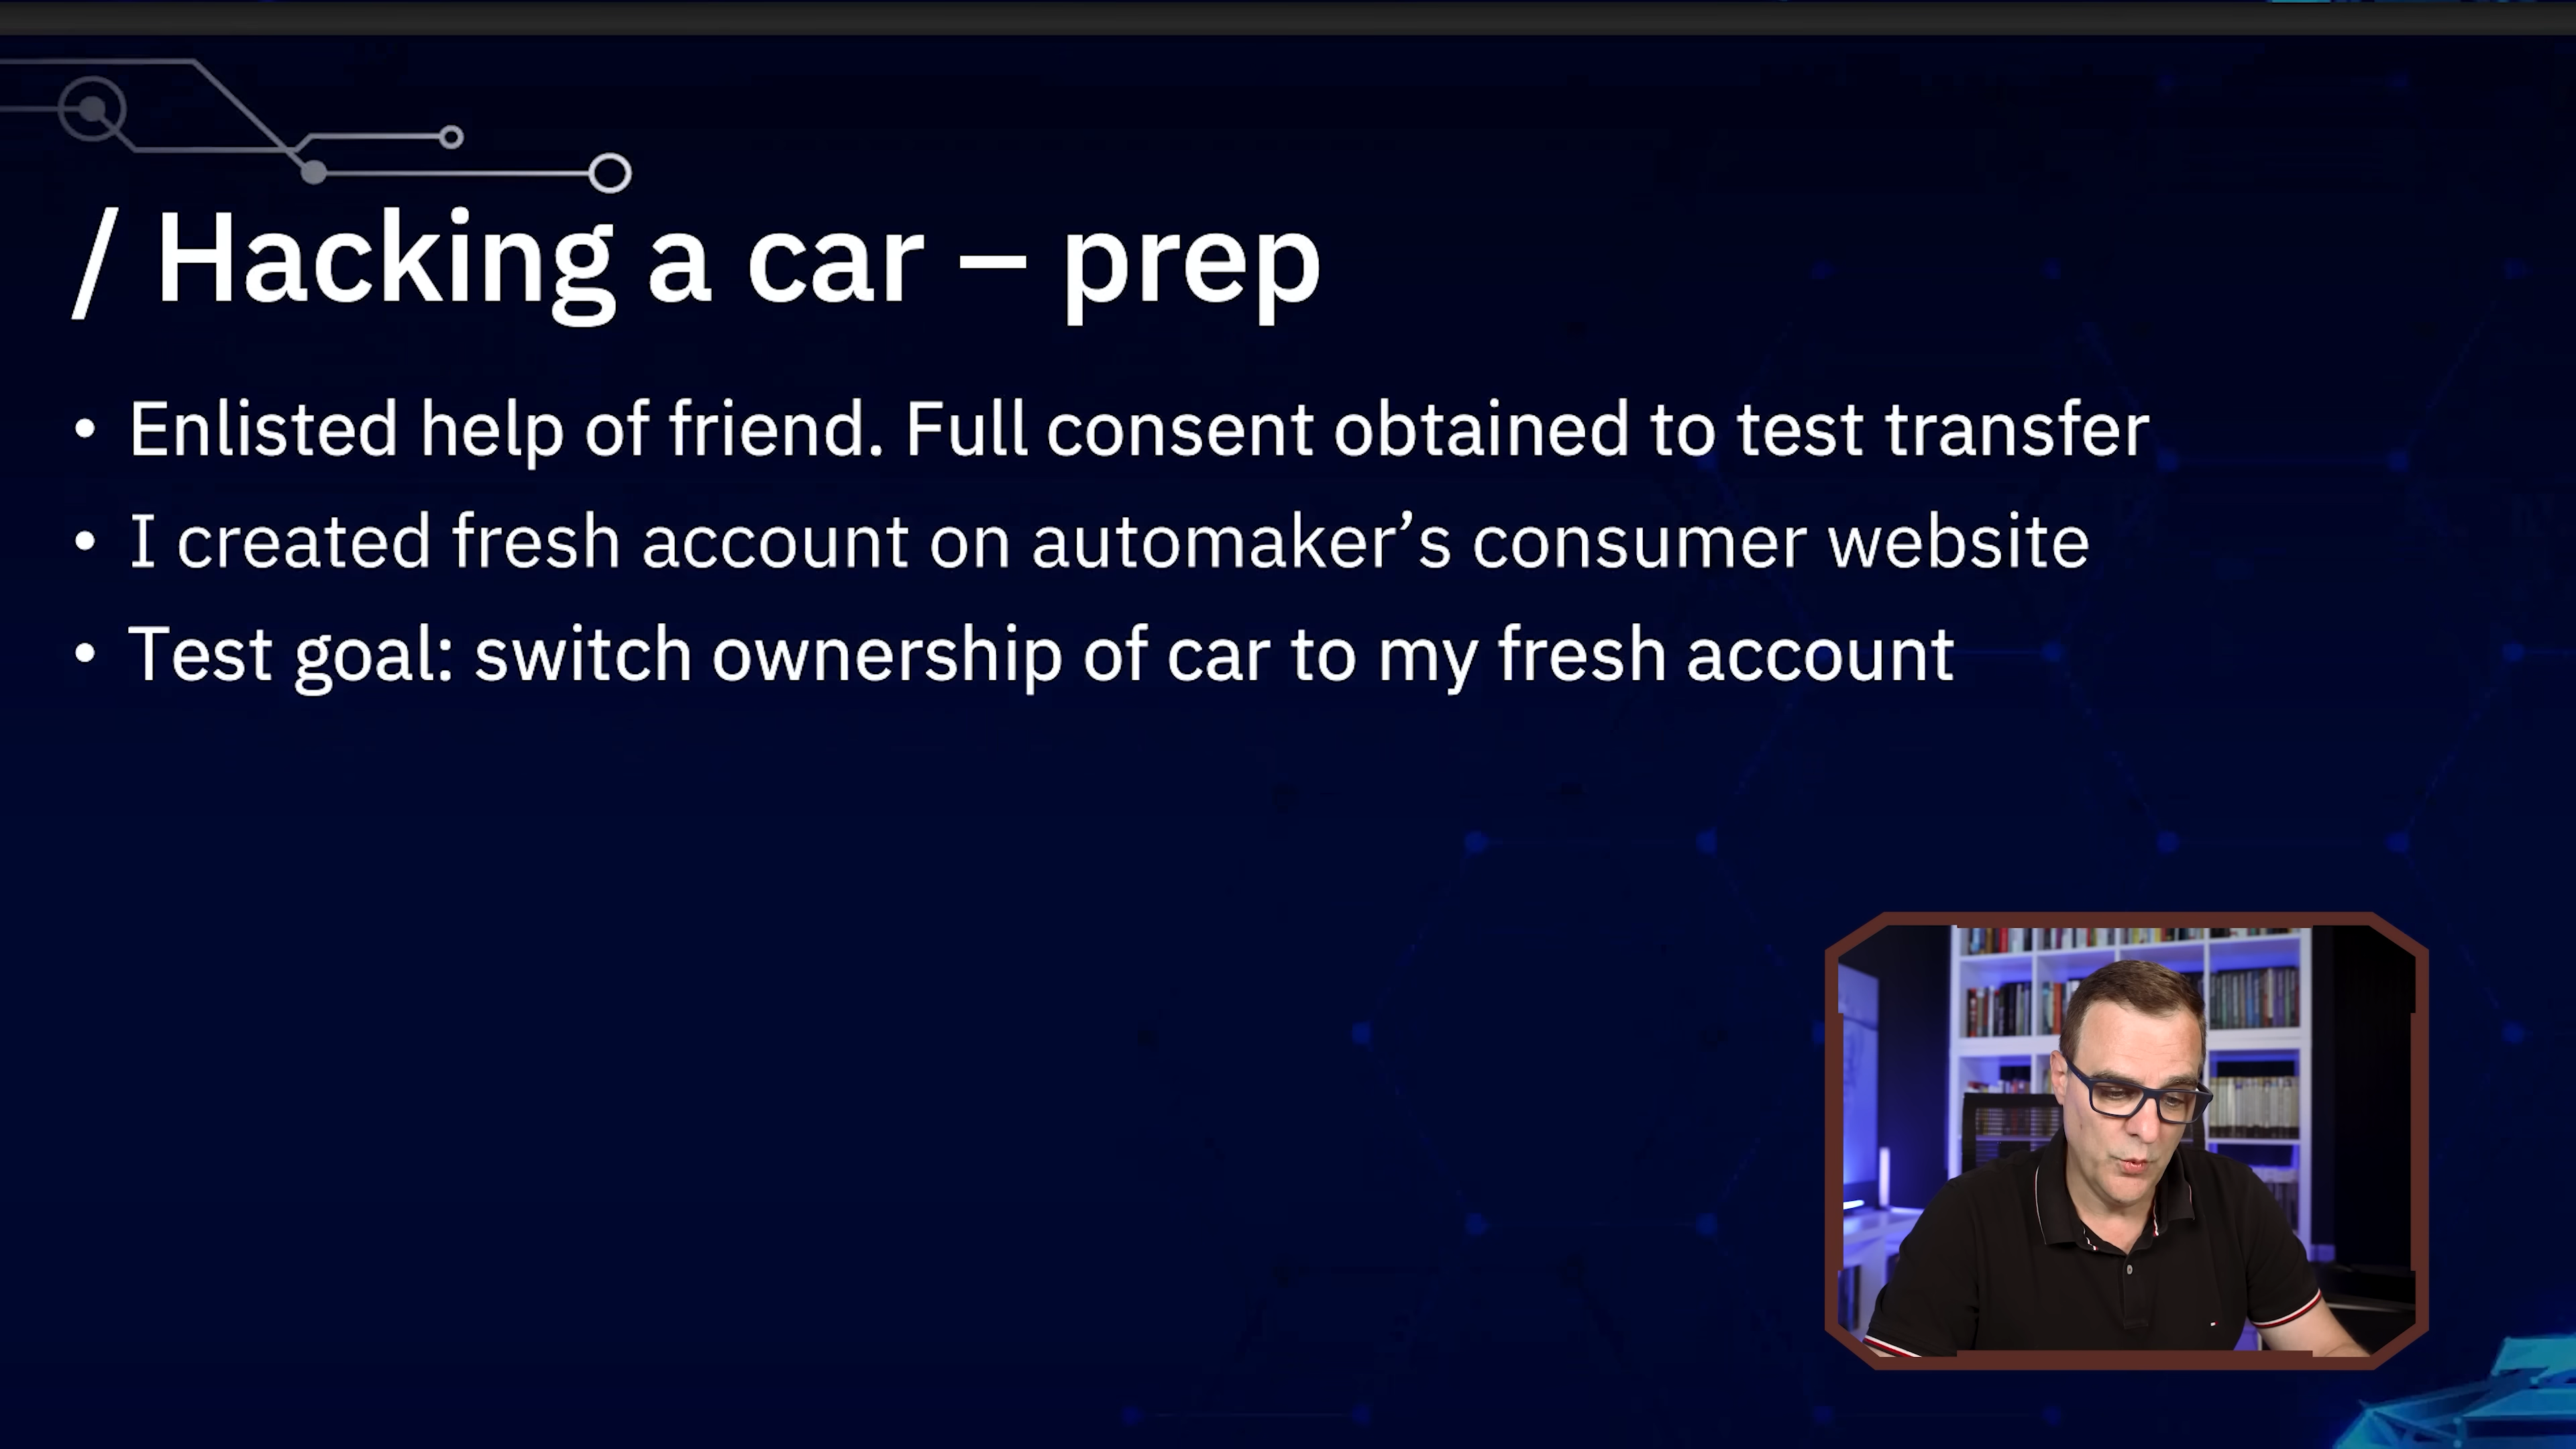 / Hacking a car – prep
• Enlisted help of friend. Full consent obtained to test transfer
• I created fresh account on automaker’s consumer website
• Test goal: switch ownership of car to my fresh account